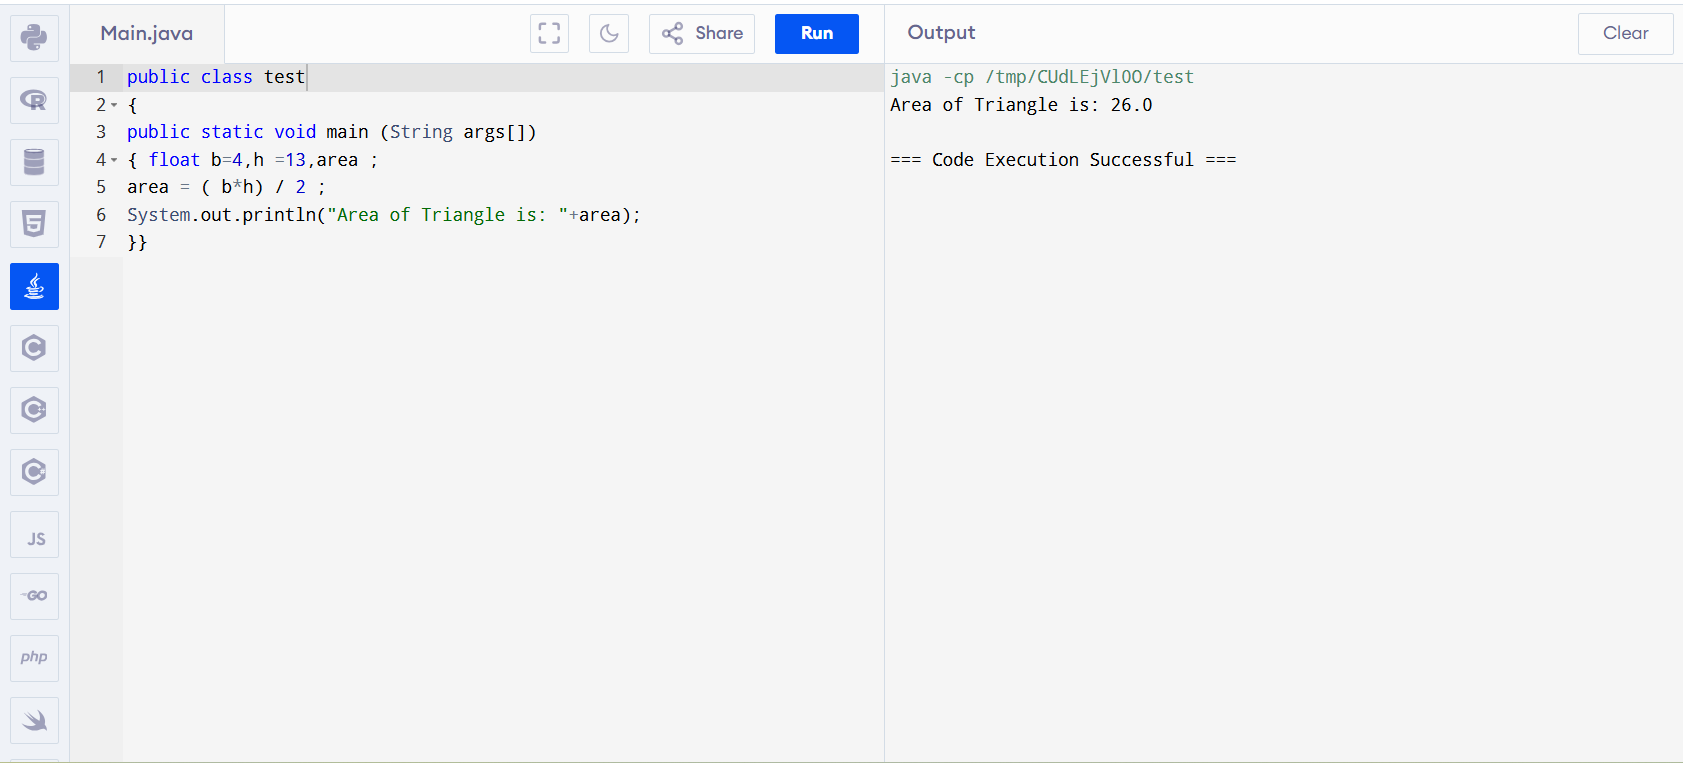 Main.java
Share
Run
Output
Clear
1 public class test
2 {
3 public static void main (String args[])
4 { float b=4,h =13,area ;
5 area = ( b*h) / 2 ;
6 System.out.println("Area of Triangle is: "+area);
7 }}
java -cp /tmp/CUdLEjVl0O/test
Area of Triangle is: 26.0
=== Code Execution Successful ===
R
5
C
C+
C#
JS
GO
php